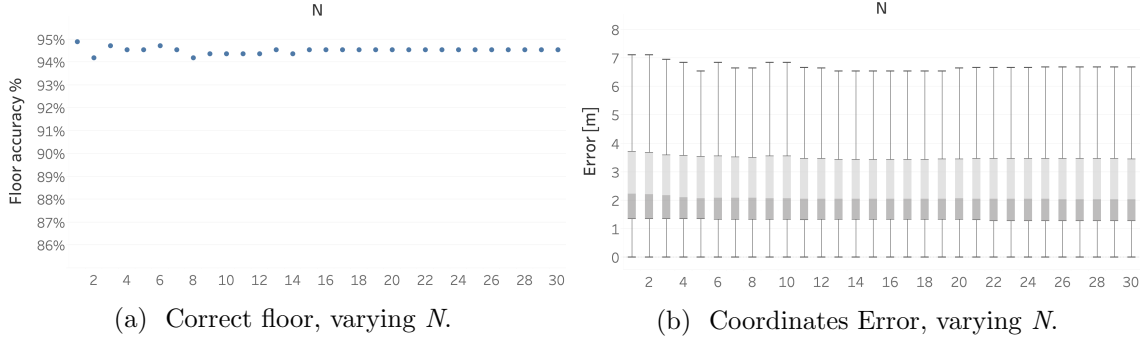 N
95%
94%
93%
92%
91%
90%
89%
88%
87%
86%
Floor accuracy %
2 4 6 8 10 12 14 16 18 20 22 24 26 28 30
(a) Correct floor, varying N.
N
8
7
6
5
4
3
2
1
0
Error [m]
2 4 6 8 10 12 14 16 18 20 22 24 26 28 30
(b) Coordinates Error, varying N.